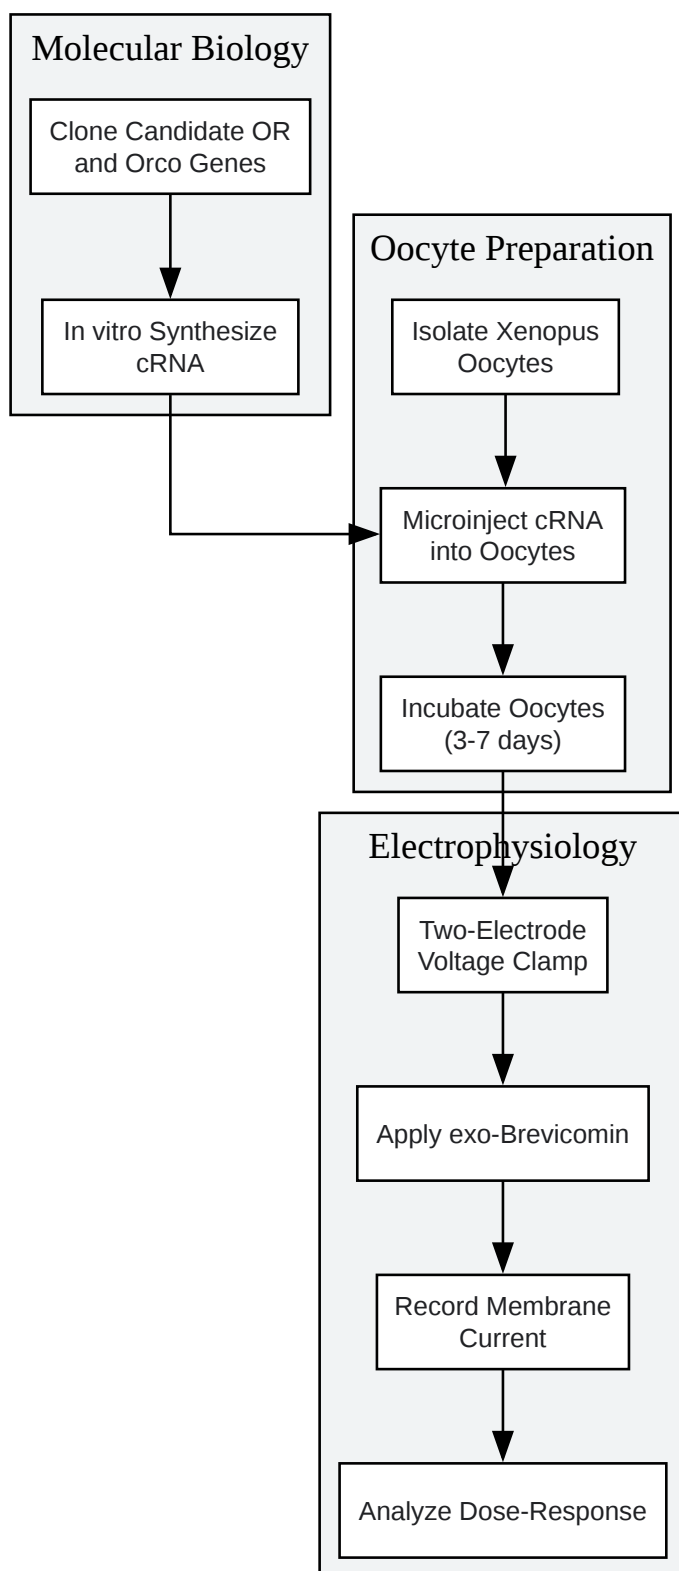 Molecular Biology
Clone Candidate OR
and Orco Genes
In vitro Synthesize
cRNA
Oocyte Preparation
Isolate Xenopus
Oocytes
Microinject cRNA
into Oocytes
Incubate Oocytes
(3-7 days)
Electrophysiology
Two-Electrode
Voltage Clamp
Apply exo-Brevicomin
Record Membrane
Current
Analyze Dose-Response